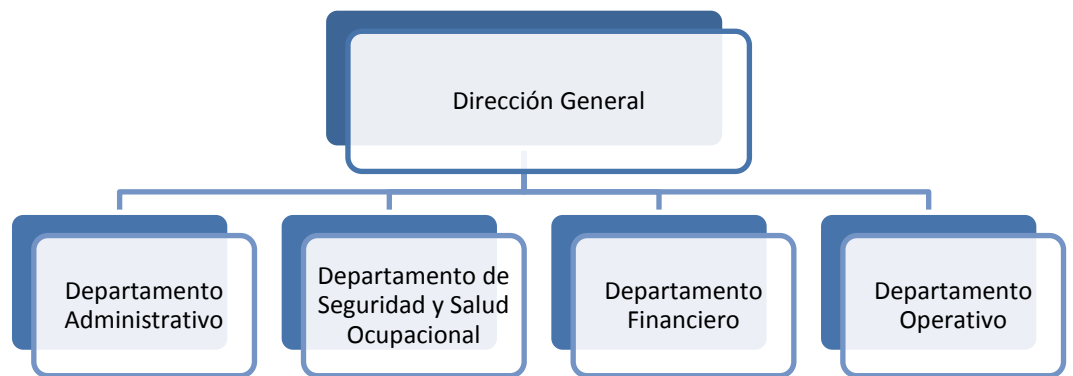 Dirección General
Departamento
Administrativo
Departamento de
Seguridad y Salud
Ocupacional
Departamento
Financiero
Departamento
Operativo